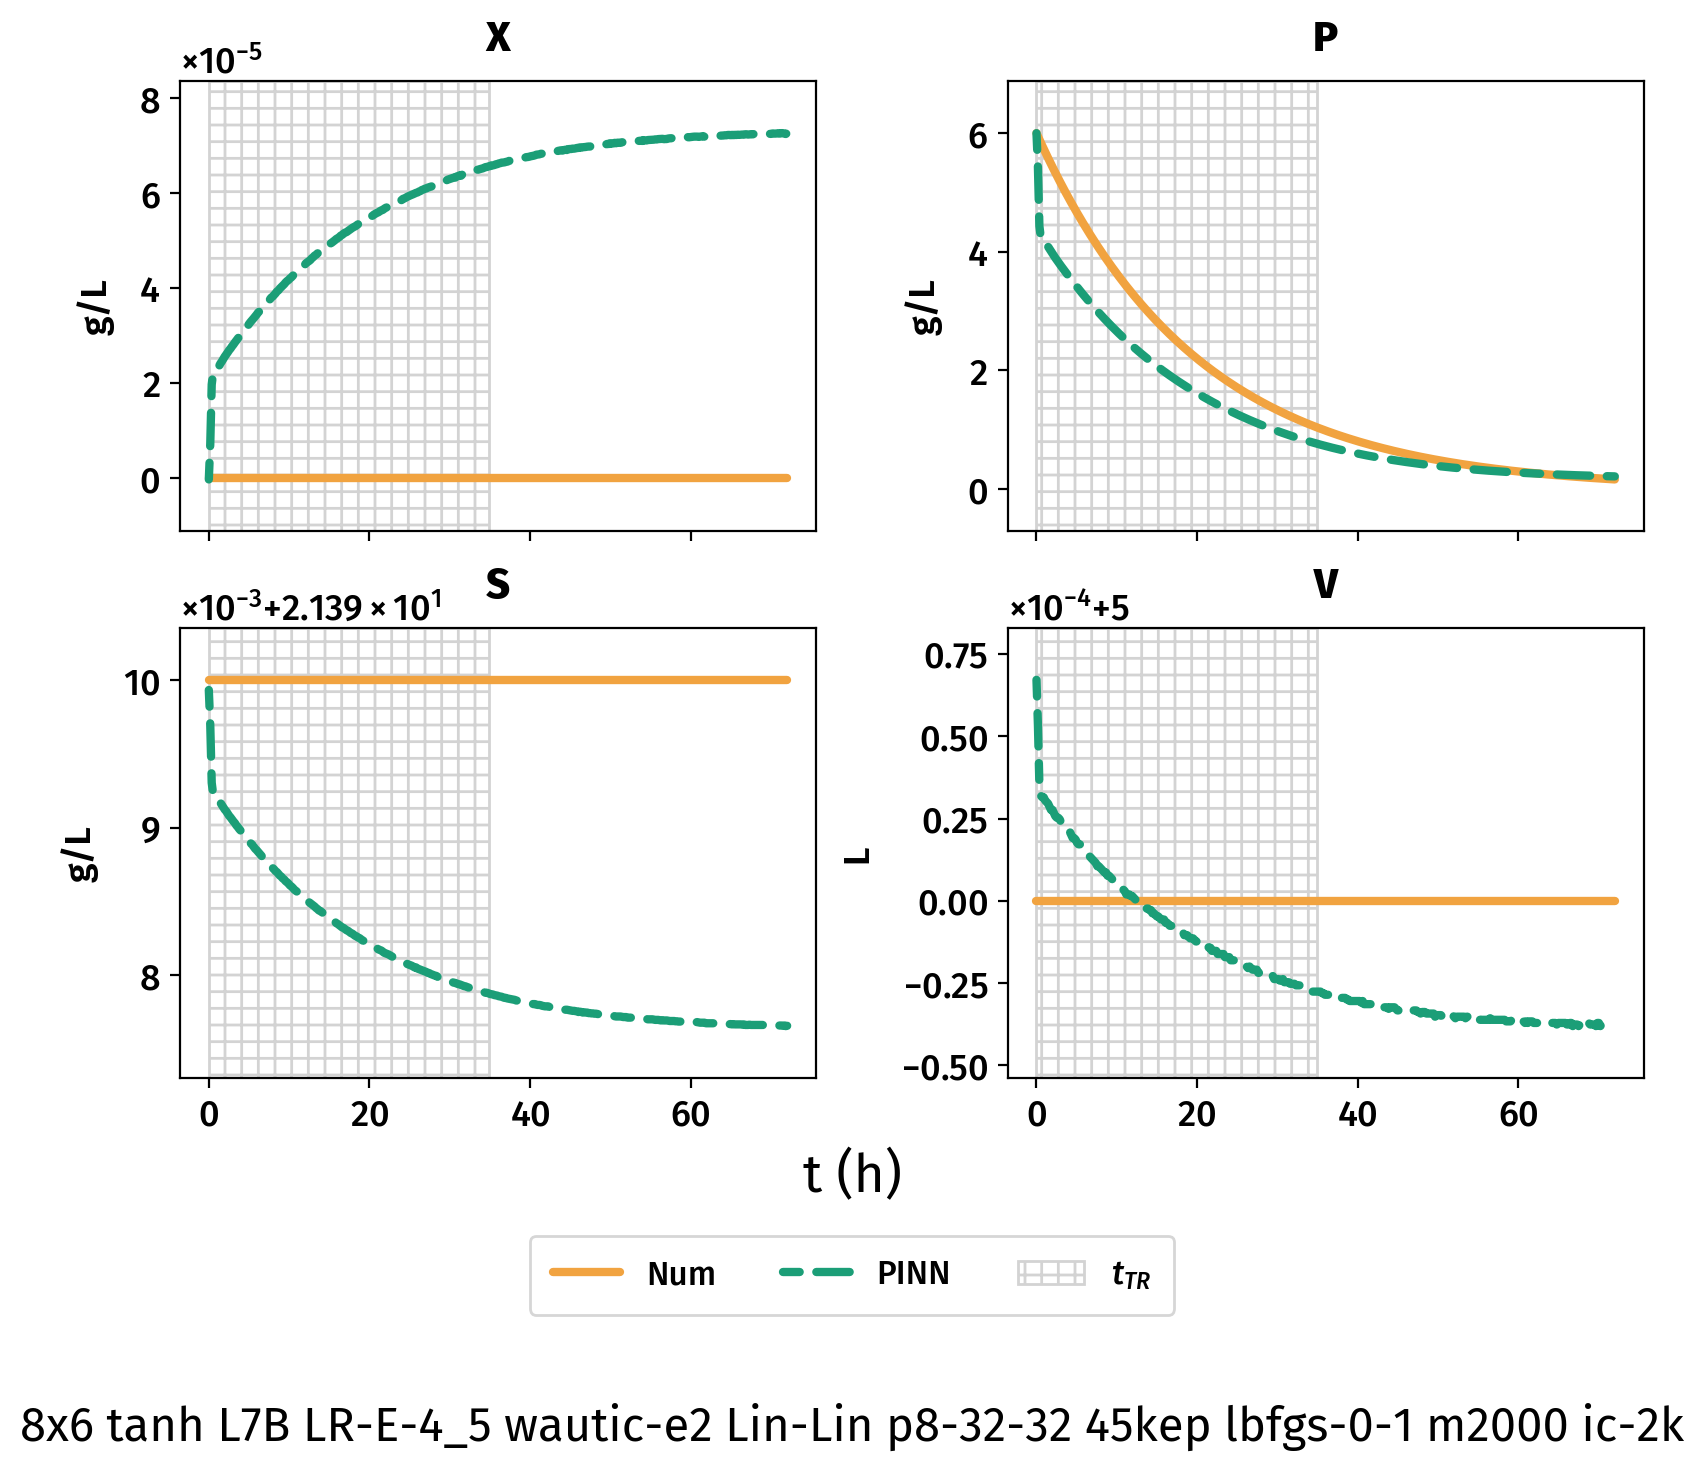 X
×10⁻⁵
8
6
4
2
0
g/L
P
6
4
2
0
g/L
S
×10⁻³+2.139 × 10¹
10
9
8
g/L
0 20 40 60
V
×10⁻⁴+5
0.75
0.50
0.25
0.00
−0.25
−0.50
L
0 20 40 60
t (h)
Num PINN t_TR
8x6 tanh L7B LR-E-4_5 wautic-e2 Lin-Lin p8-32-32 45kep lbfgs-0-1 m2000 ic-2k